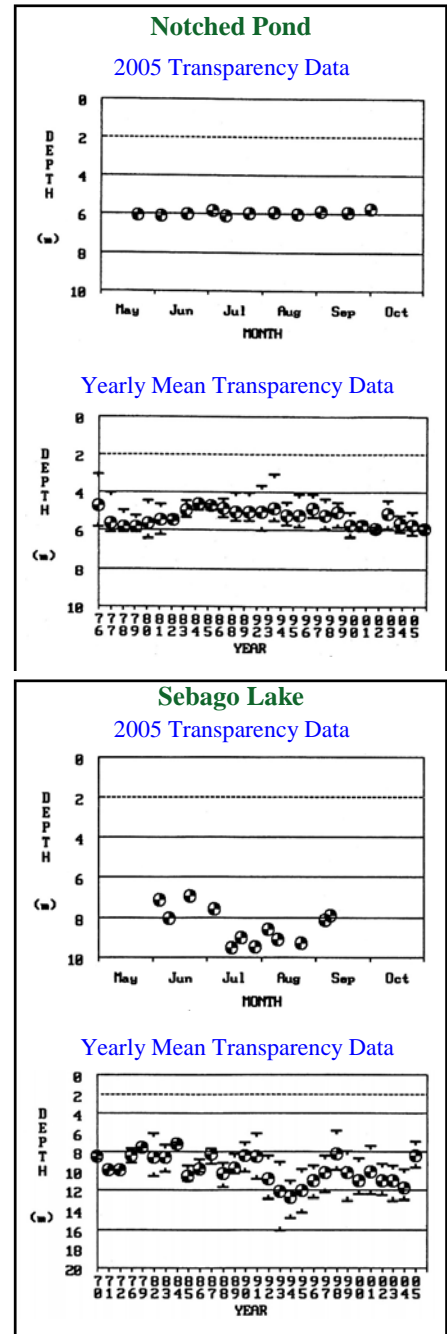 Notched Pond
2005 Transparency Data
DEPTH
(m)
0
2
4
6
8
10
May Jun Jul Aug Sep Oct
MONTH
Yearly Mean Transparency Data
DEPTH
(m)
0
2
4
6
8
10
YEAR
Sebago Lake
2005 Transparency Data
DEPTH
(m)
0
2
4
6
8
10
May Jun Jul Aug Sep Oct
MONTH
Yearly Mean Transparency Data
DEPTH
(m)
0
2
4
6
8
10
12
14
16
18
20
YEAR